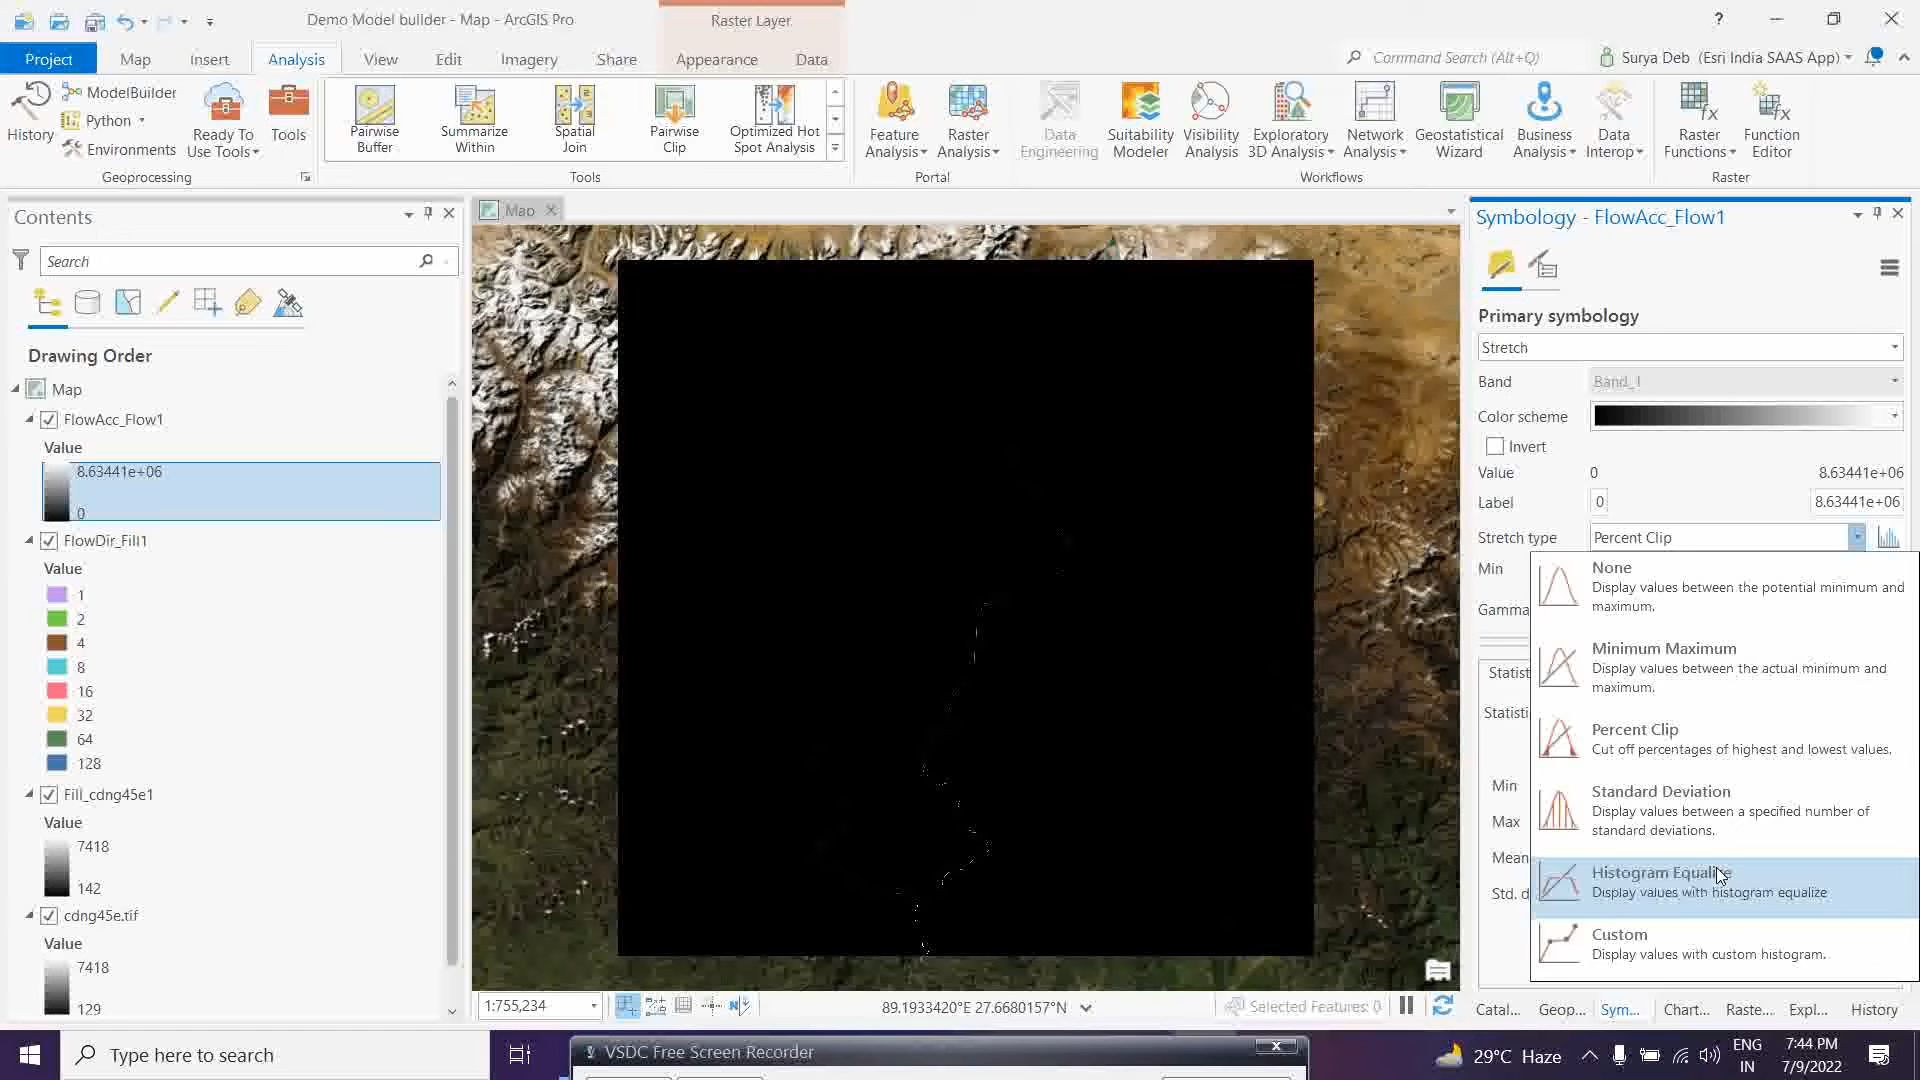 Demo Model builder - Map - ArcGIS Pro
Raster Layer
?
Project
Map
Insert
Analysis
View
Edit
Imagery
Share
Appearance
Data
Command Search (Alt+Q)
Surya Deb (Esri India SAAS App)
History
ModelBuilder
Python
Environments
Ready To
Use Tools
Tools
Pairwise
Buffer
Summarize
Within
Spatial
Join
Pairwise
Clip
Optimized Hot
Spot Analysis
Feature
Analysis
Raster
Analysis
Data
Engineering
Suitability
Modeler
Visibility
Analysis
Exploratory
3D Analysis
Network
Analysis
Geostatistical
Wizard
Business
Analysis
Data
Interop
Raster
Functions
Function
Editor
Geoprocessing
Tools
Portal
Workflows
Raster
Contents
Search
Drawing Order
Map
FlowAcc_Flow1
Value
8.63441e+06
0
FlowDir_Fill1
Value
1
2
4
8
16
32
64
128
Fill_cdng45e1
Value
7418
142
cdng45e.tif
Value
7418
129
Map
1:755,234
89.1933420°E 27.6680157°N
Selected Features: 0
Symbology - FlowAcc_Flow1
Primary symbology
Stretch
Band
Band_1
Color scheme
Invert
Value
0
8.63441e+06
Label
0
8.63441e+06
Stretch type
Percent Clip
Min
Gamma
Statist
Statisti
Min
Max
Mean
Std. d
None
Display values between the potential minimum and
maximum.
Minimum Maximum
Display values between the actual minimum and
maximum.
Percent Clip
Cut off percentages of highest and lowest values.
Standard Deviation
Display values between a specified number of
standard deviations.
Histogram Equalize
Display values with histogram equalize
Custom
Display values with custom histogram.
Catal...
Geop...
Sym...
Chart...
Raste...
Expl...
History
Type here to search
VSDC Free Screen Recorder
29°C Haze
ENG
IN
7:44 PM
7/9/2022